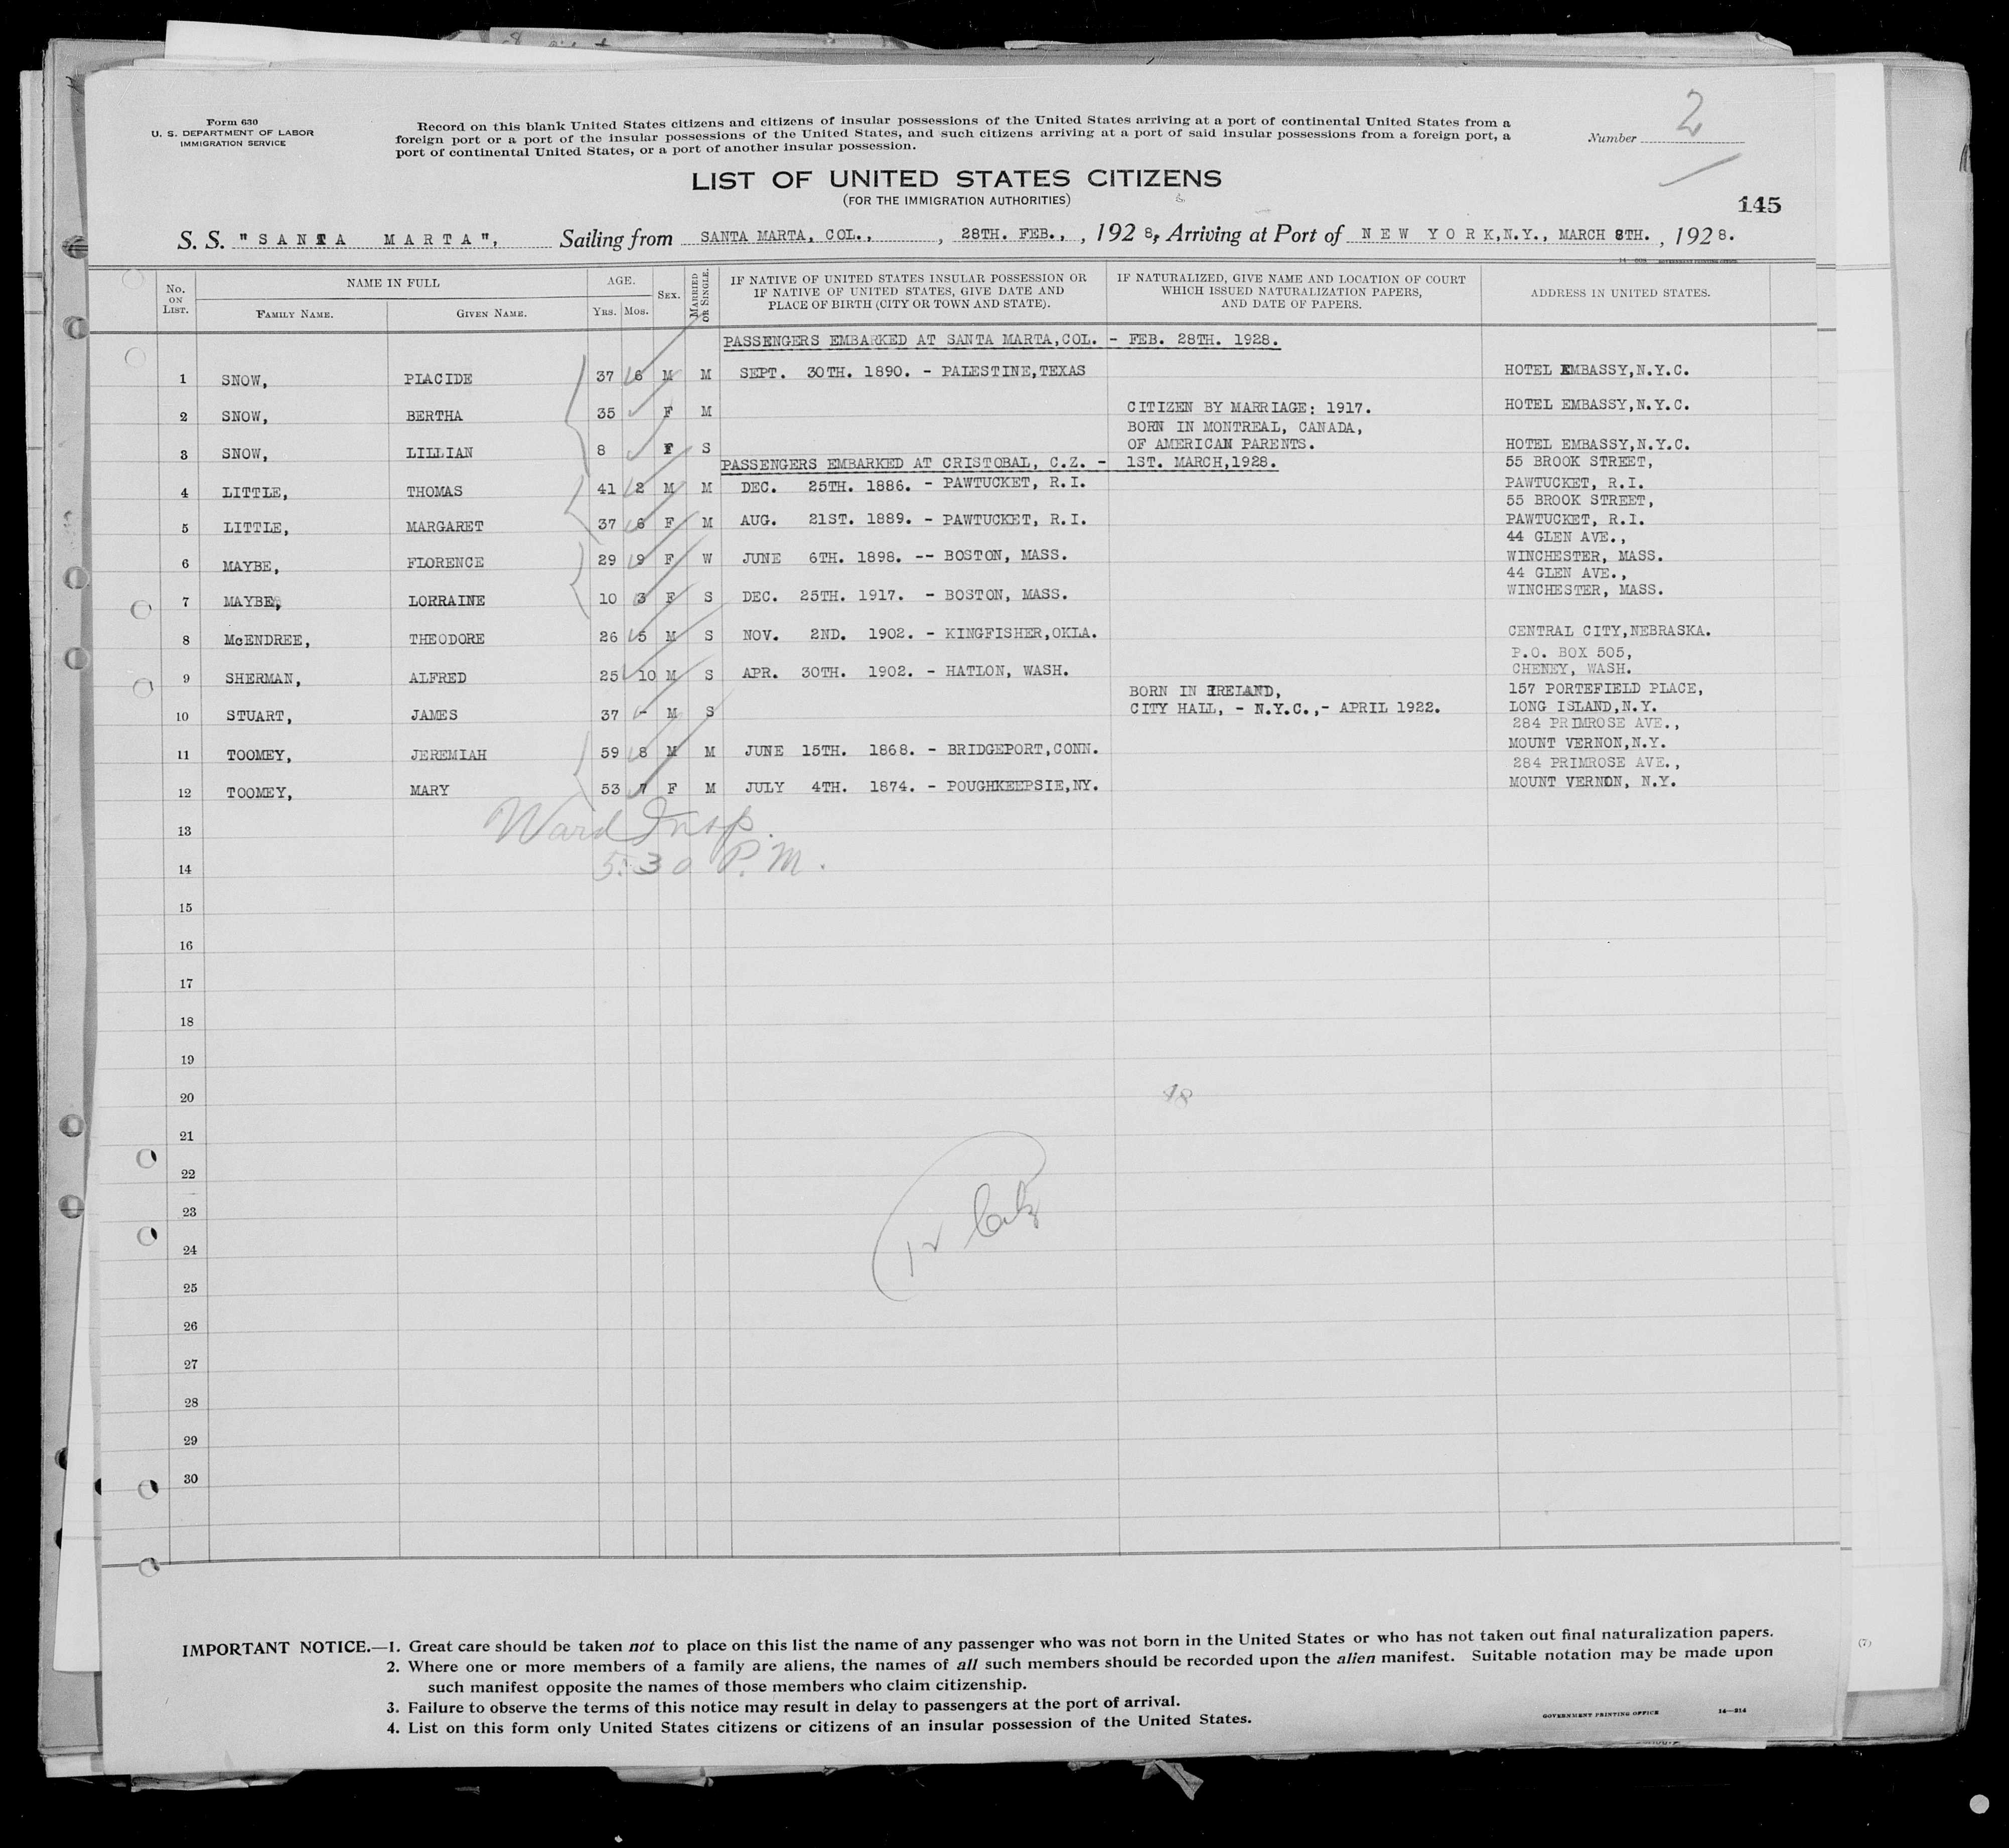 Form 630
U. S. DEPARTMENT OF LABOR
IMMIGRATION SERVICE
Record on this blank United States citizens and citizens of insular possessions of the United States arriving at a port of continental United States from a
foreign port or a port of the insular possessions of the United States, and such citizens arriving at a port of said insular possessions from a foreign port, a
port of continental United States, or a port of another insular possession.
Number 2
LIST OF UNITED STATES CITIZENS
(FOR THE IMMIGRATION AUTHORITIES)
145
S. S. "SANTA MARTA", Sailing from SANTA MARTA, COL., , 28TH. FEB., , 1928, Arriving at Port of NEW YORK, N.Y., MARCH 8TH. , 1928.
No. ON LIST. NAME IN FULL AGE. SEX. MARRIED OR SINGLE. IF NATIVE OF UNITED STATES INSULAR POSSESSION OR IF NATIVE OF UNITED STATES, GIVE DATE AND PLACE OF BIRTH (CITY OR TOWN AND STATE). IF NATURALIZED, GIVE NAME AND LOCATION OF COURT WHICH ISSUED NATURALIZATION PAPERS, AND DATE OF PAPERS. ADDRESS IN UNITED STATES.
FAMILY NAME. GIVEN NAME. YRS. MOS.
PASSENGERS EMBARKED AT SANTA MARTA,COL. - FEB. 28TH. 1928.
1 SNOW, PLACIDE 37 6 M M SEPT. 30TH. 1890. - PALESTINE,TEXAS HOTEL EMBASSY,N.Y.C.
2 SNOW, BERTHA 35 F M CITIZEN BY MARRIAGE: 1917. HOTEL EMBASSY,N.Y.C.
BORN IN MONTREAL, CANADA,
3 SNOW, LILLIAN 8 F S OF AMERICAN PARENTS. HOTEL EMBASSY,N.Y.C.
PASSENGERS EMBARKED AT CRISTOBAL, C.Z. - 1ST. MARCH,1928. 55 BROOK STREET,
4 LITTLE, THOMAS 41 2 M M DEC. 25TH. 1886. - PAWTUCKET, R.I. PAWTUCKET, R.I.
55 BROOK STREET,
5 LITTLE, MARGARET 37 6 F M AUG. 21ST. 1889. - PAWTUCKET, R.I. PAWTUCKET, R.I.
44 GLEN AVE.,
6 MAYBE, FLORENCE 29 9 F W JUNE 6TH. 1898. -- BOSTON, MASS. WINCHESTER, MASS.
44 GLEN AVE.,
7 MAYBE, LORRAINE 10 3 F S DEC. 25TH. 1917. - BOSTON, MASS. WINCHESTER, MASS.
8 McENDREE, THEODORE 26 5 M S NOV. 2ND. 1902. - KINGFISHER,OKLA. CENTRAL CITY,NEBRASKA.
P.O. BOX 505,
9 SHERMAN, ALFRED 25 10 M S APR. 30TH. 1902. - HATLON, WASH. CHENEY, WASH.
BORN IN IRELAND, 157 PORTEFIELD PLACE,
10 STUART, JAMES 37 - M S CITY HALL, - N.Y.C.,- APRIL 1922. LONG ISLAND,N.Y.
284 PRIMROSE AVE.,
11 TOOMEY, JEREMIAH 59 8 M M JUNE 15TH. 1868. - BRIDGEPORT,CONN. MOUNT VERNON,N.Y.
284 PRIMROSE AVE.,
12 TOOMEY, MARY 53 7 F M JULY 4TH. 1874. - POUGHKEEPSIE,NY. MOUNT VERNON, N.Y.
13 Ward Insp.
14 5:30 P.M.
15
16
17
18
19
20 48
21
22
23
24
25
26
27
28
29
30
IMPORTANT NOTICE.—1. Great care should be taken not to place on this list the name of any passenger who was not born in the United States or who has not taken out final naturalization papers.
2. Where one or more members of a family are aliens, the names of all such members should be recorded upon the alien manifest. Suitable notation may be made upon
such manifest opposite the names of those members who claim citizenship.
3. Failure to observe the terms of this notice may result in delay to passengers at the port of arrival.
4. List on this form only United States citizens or citizens of an insular possession of the United States.
GOVERNMENT PRINTING OFFICE 14—214
(7)